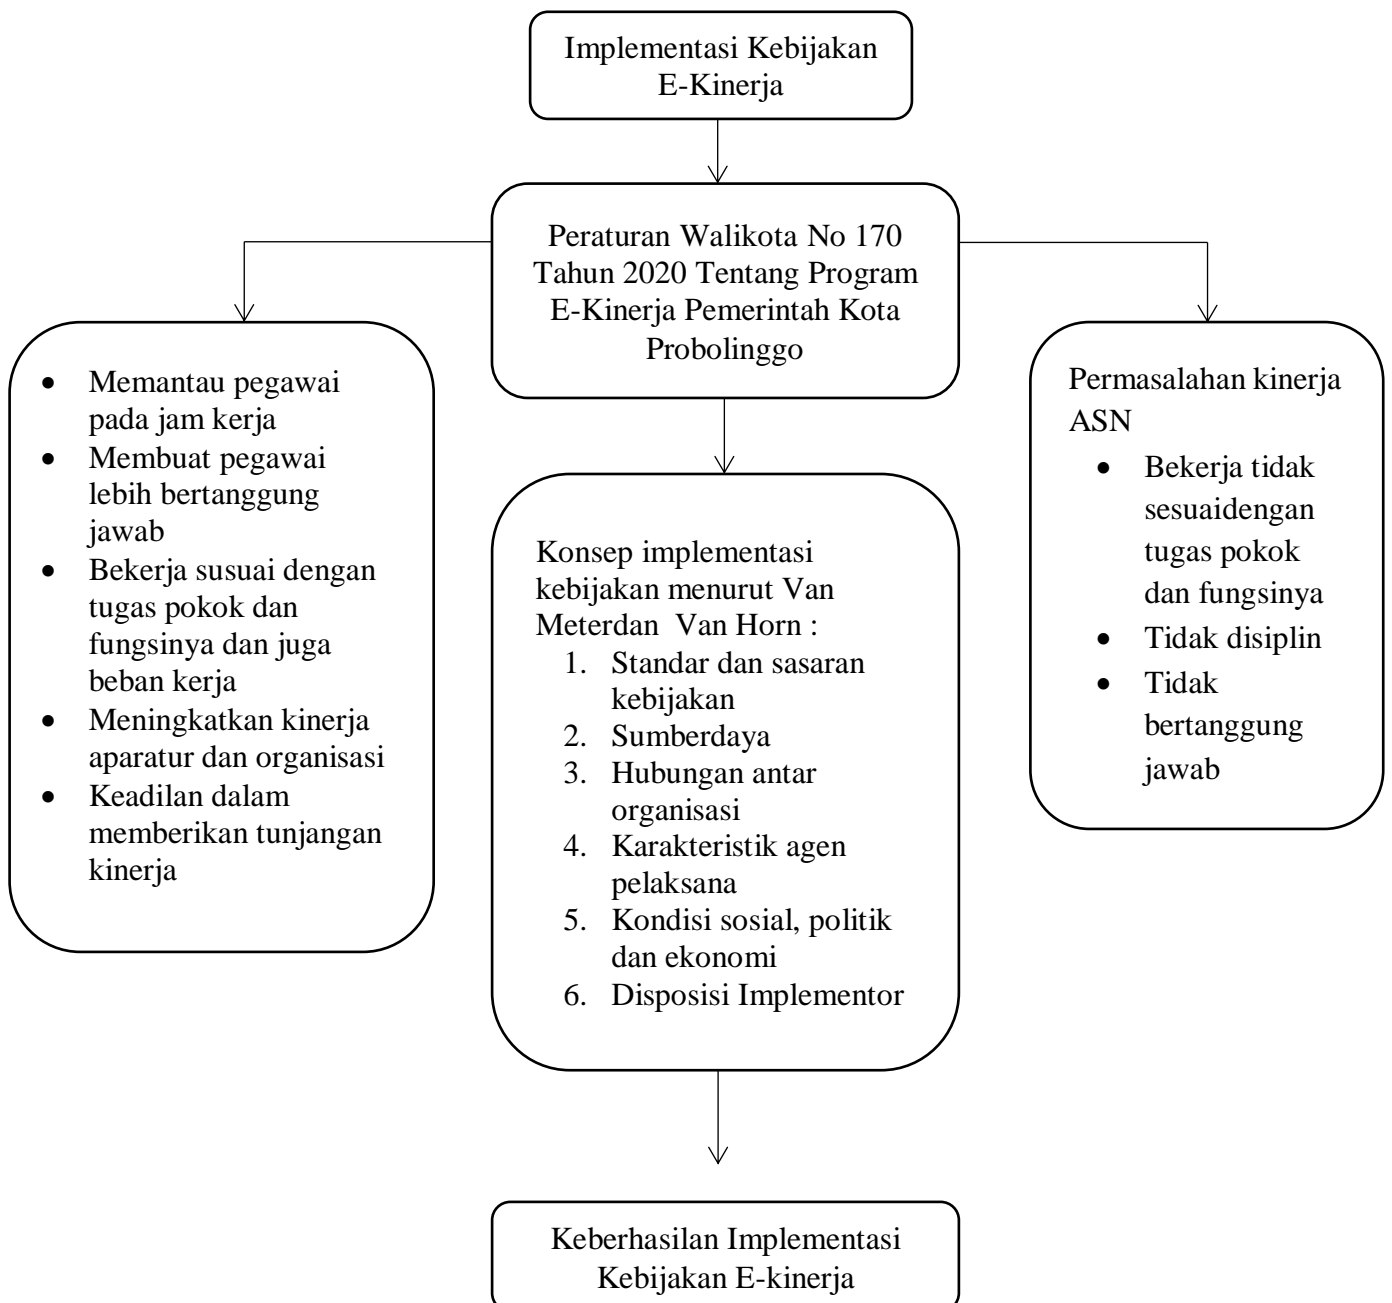 Implementasi Kebijakan
E-Kinerja
Peraturan Walikota No 170
Tahun 2020 Tentang Program
E-Kinerja Pemerintah Kota
Probolinggo
• Memantau pegawai
pada jam kerja
• Membuat pegawai
lebih bertanggung
jawab
• Bekerja susuai dengan
tugas pokok dan
fungsinya dan juga
beban kerja
• Meningkatkan kinerja
aparatur dan organisasi
• Keadilan dalam
memberikan tunjangan
kinerja
Konsep implementasi
kebijakan menurut Van
Meterdan Van Horn :
1. Standar dan sasaran
kebijakan
2. Sumberdaya
3. Hubungan antar
organisasi
4. Karakteristik agen
pelaksana
5. Kondisi sosial, politik
dan ekonomi
6. Disposisi Implementor
Permasalahan kinerja
ASN
• Bekerja tidak
sesuaidengan
tugas pokok
dan fungsinya
• Tidak disiplin
• Tidak
bertanggung
jawab
Keberhasilan Implementasi
Kebijakan E-kinerja